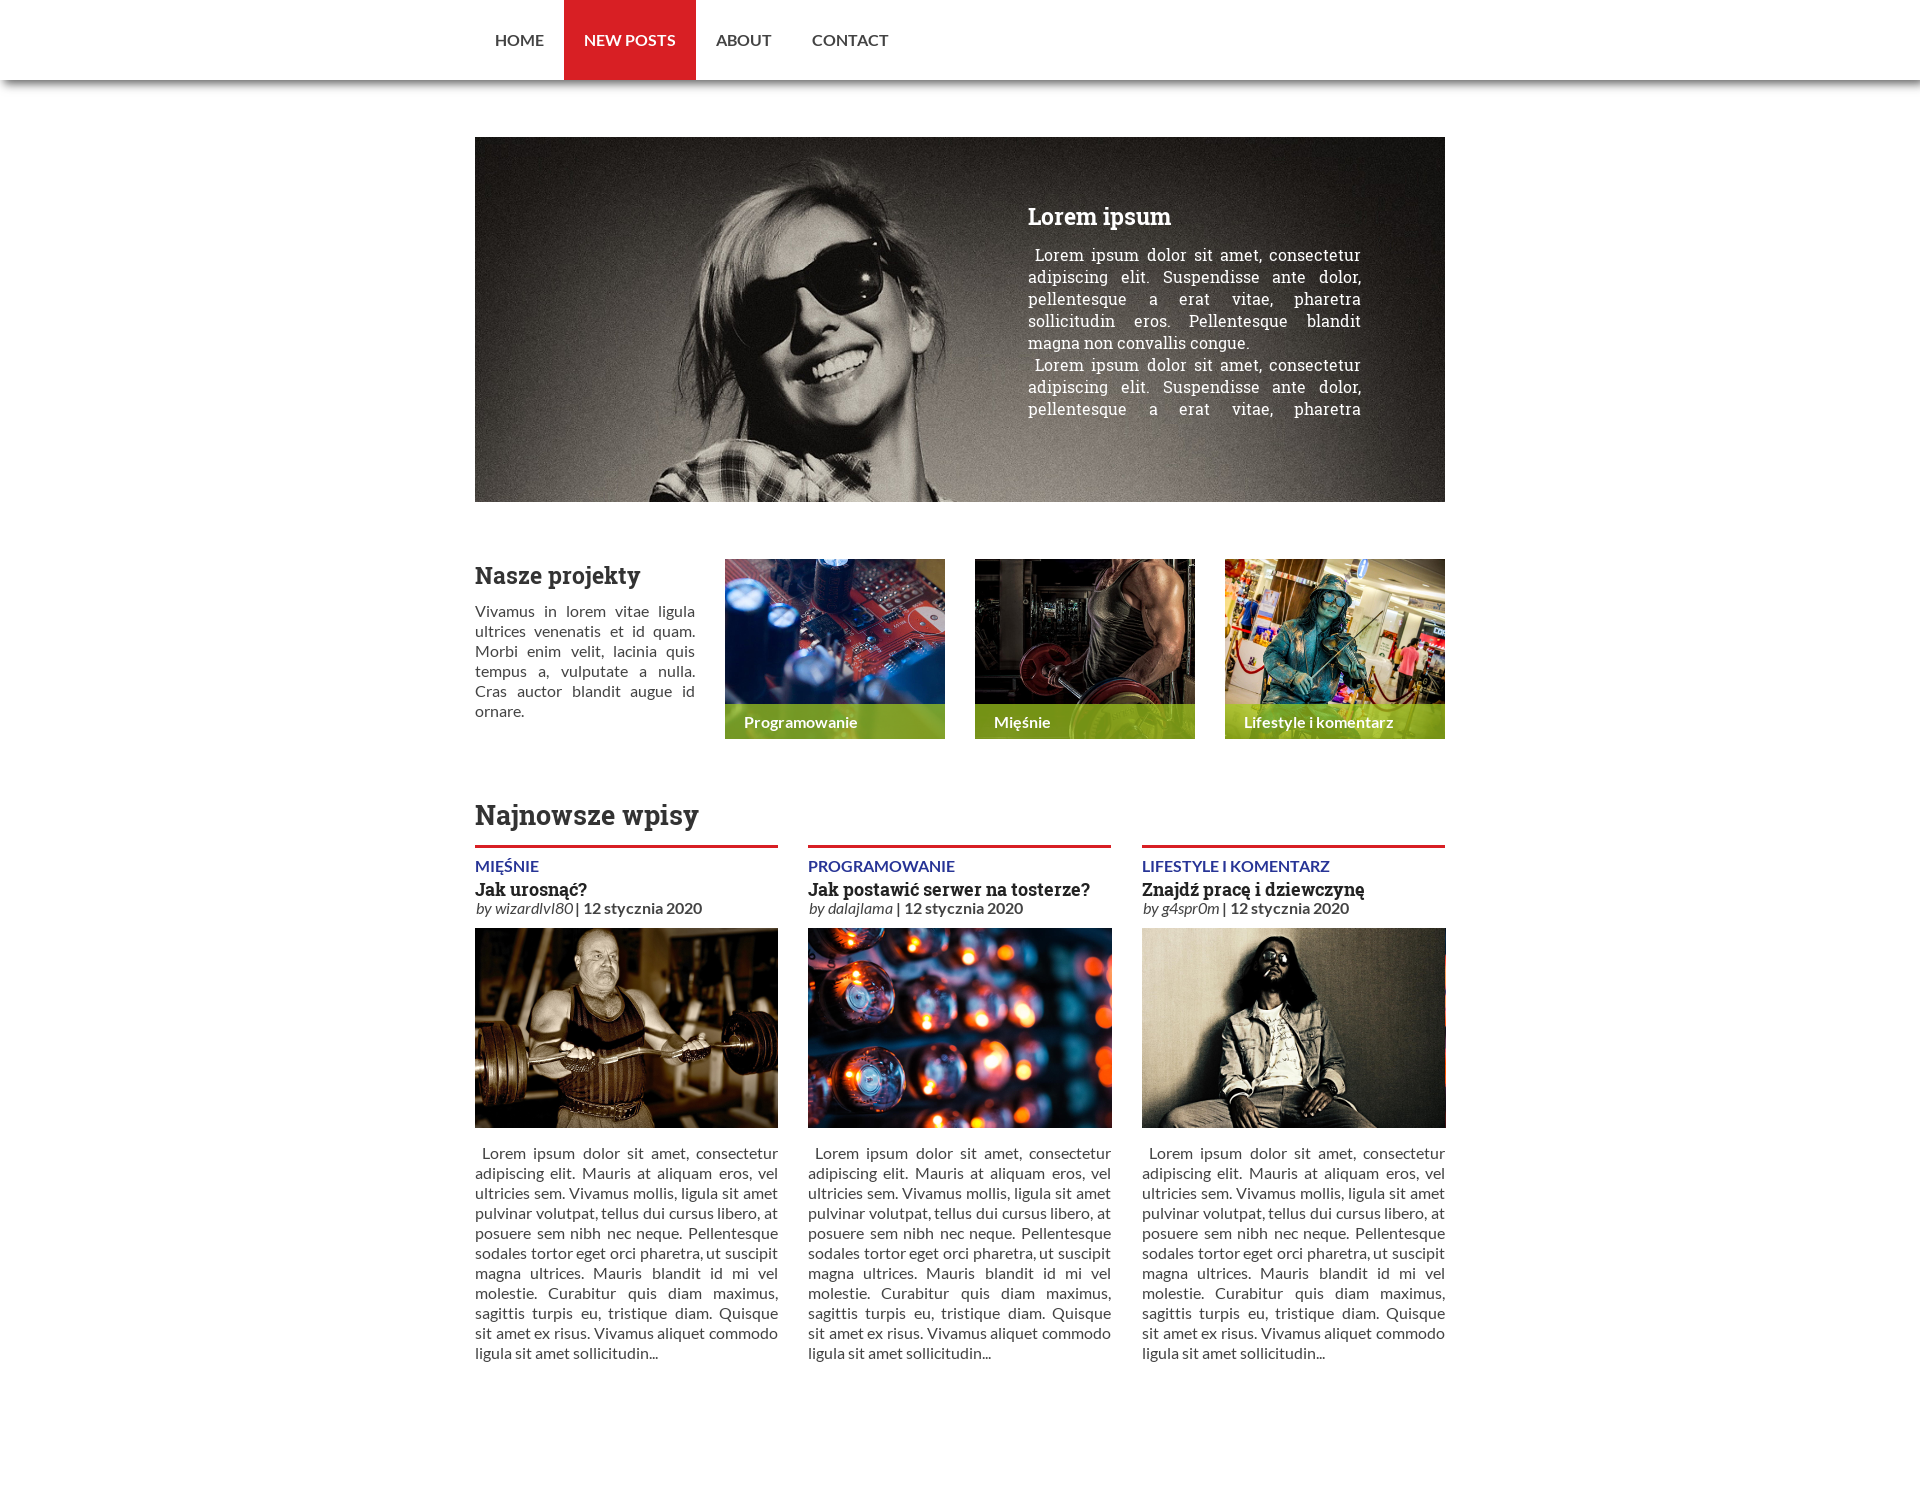 HOME NEW POSTS ABOUT CONTACT
Lorem ipsum
Lorem ipsum dolor sit amet, consectetur
adipiscing elit. Suspendisse ante dolor,
pellentesque a erat vitae, pharetra
sollicitudin eros. Pellentesque blandit
magna non convallis congue.
Lorem ipsum dolor sit amet, consectetur
adipiscing elit. Suspendisse ante dolor,
pellentesque a erat vitae, pharetra
Nasze projekty
Vivamus in lorem vitae ligula
ultrices venenatis et id quam.
Morbi enim velit, lacinia quis
tempus a, vulputate a nulla.
Cras auctor blandit augue id
ornare.
Programowanie
Mięśnie
Lifestyle i komentarz
Najnowsze wpisy
MIĘŚNIE
Jak urosnąć?
by wizardlvl80 | 12 stycznia 2020
Lorem ipsum dolor sit amet, consectetur
adipiscing elit. Mauris at aliquam eros, vel
ultricies sem. Vivamus mollis, ligula sit amet
pulvinar volutpat, tellus dui cursus libero, at
posuere sem nibh nec neque. Pellentesque
sodales tortor eget orci pharetra, ut suscipit
magna ultrices. Mauris blandit id mi vel
molestie. Curabitur quis diam maximus,
sagittis turpis eu, tristique diam. Quisque
sit amet ex risus. Vivamus aliquet commodo
ligula sit amet sollicitudin...
PROGRAMOWANIE
Jak postawić serwer na tosterze?
by dalajlama | 12 stycznia 2020
Lorem ipsum dolor sit amet, consectetur
adipiscing elit. Mauris at aliquam eros, vel
ultricies sem. Vivamus mollis, ligula sit amet
pulvinar volutpat, tellus dui cursus libero, at
posuere sem nibh nec neque. Pellentesque
sodales tortor eget orci pharetra, ut suscipit
magna ultrices. Mauris blandit id mi vel
molestie. Curabitur quis diam maximus,
sagittis turpis eu, tristique diam. Quisque
sit amet ex risus. Vivamus aliquet commodo
ligula sit amet sollicitudin...
LIFESTYLE I KOMENTARZ
Znajdź pracę i dziewczynę
by g4spr0m | 12 stycznia 2020
Lorem ipsum dolor sit amet, consectetur
adipiscing elit. Mauris at aliquam eros, vel
ultricies sem. Vivamus mollis, ligula sit amet
pulvinar volutpat, tellus dui cursus libero, at
posuere sem nibh nec neque. Pellentesque
sodales tortor eget orci pharetra, ut suscipit
magna ultrices. Mauris blandit id mi vel
molestie. Curabitur quis diam maximus,
sagittis turpis eu, tristique diam. Quisque
sit amet ex risus. Vivamus aliquet commodo
ligula sit amet sollicitudin...